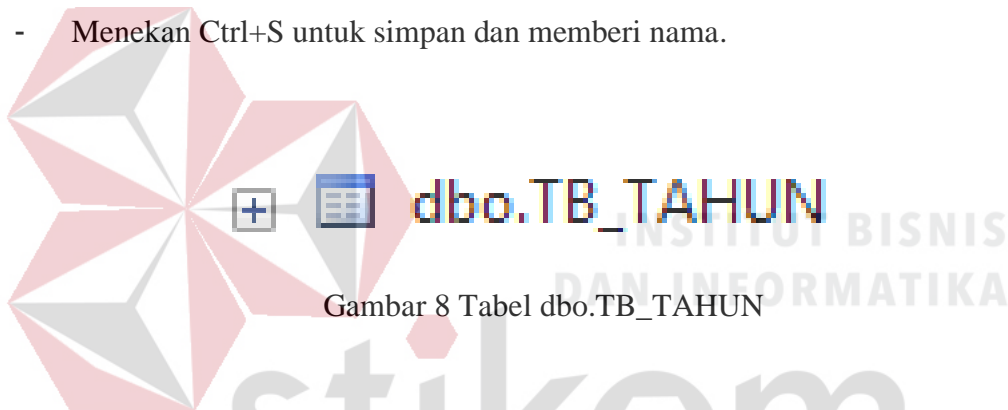 - Menekan Ctrl+S untuk simpan dan memberi nama.
dbo.TB_TAHUN
INSTITUT BISNIS
DAN INFORMATIKA
Gambar 8 Tabel dbo.TB_TAHUN
stikom